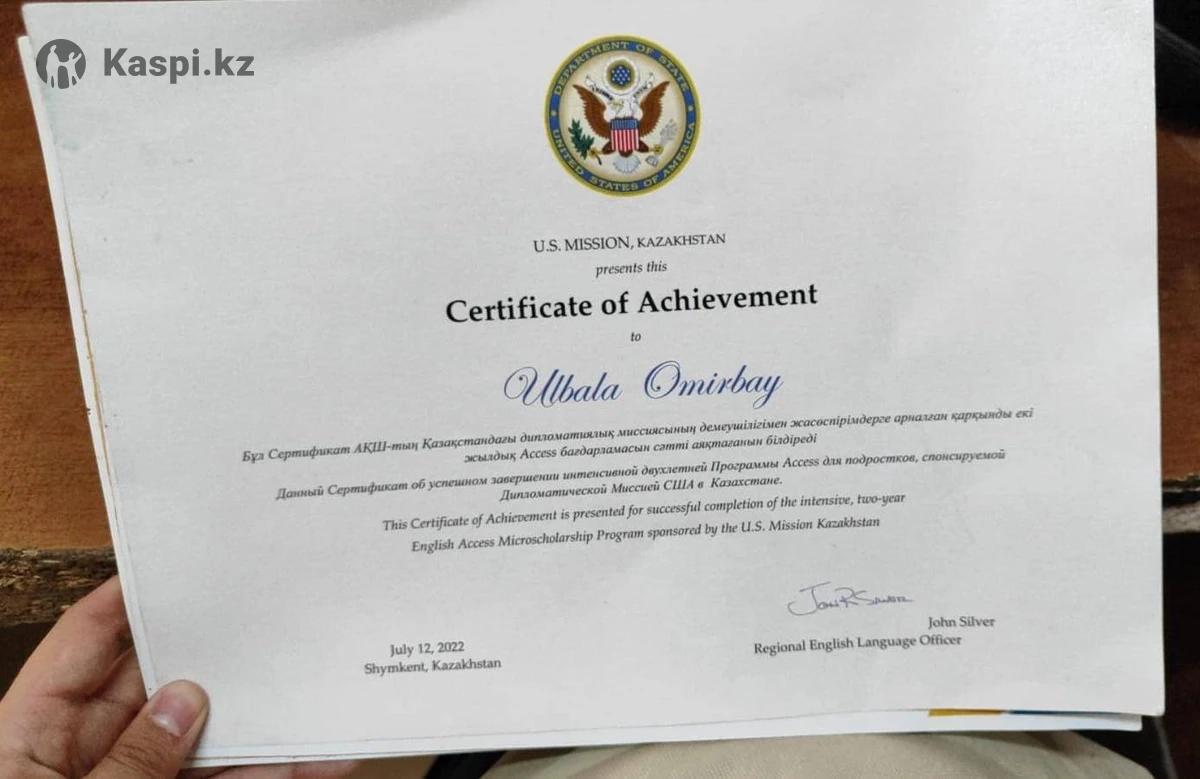 Kaspi.kz
DEPARTMENT OF STATE
UNITED STATES OF AMERICA
U.S. MISSION, KAZAKHSTAN
presents this
Certificate of Achievement
to
Ulbala Omirbay
Бұл Сертификат АҚШ-тың Қазақстандағы дипломатиялық миссиясының демеушілігімен жасөспірімдерге арналған қарқынды екі
жылдық Access бағдарламасын сәтті аяқтағанын білдіреді
Данный Сертификат об успешном завершении интенсивной двухлетней Программы Access для подростков, спонсируемой
Дипломатической Миссией США в Казахстане.
This Certificate of Achievement is presented for successful completion of the intensive, two-year
English Access Microscholarship Program sponsored by the U.S. Mission Kazakhstan
John R Silver
John Silver
Regional English Language Officer
July 12, 2022
Shymkent, Kazakhstan